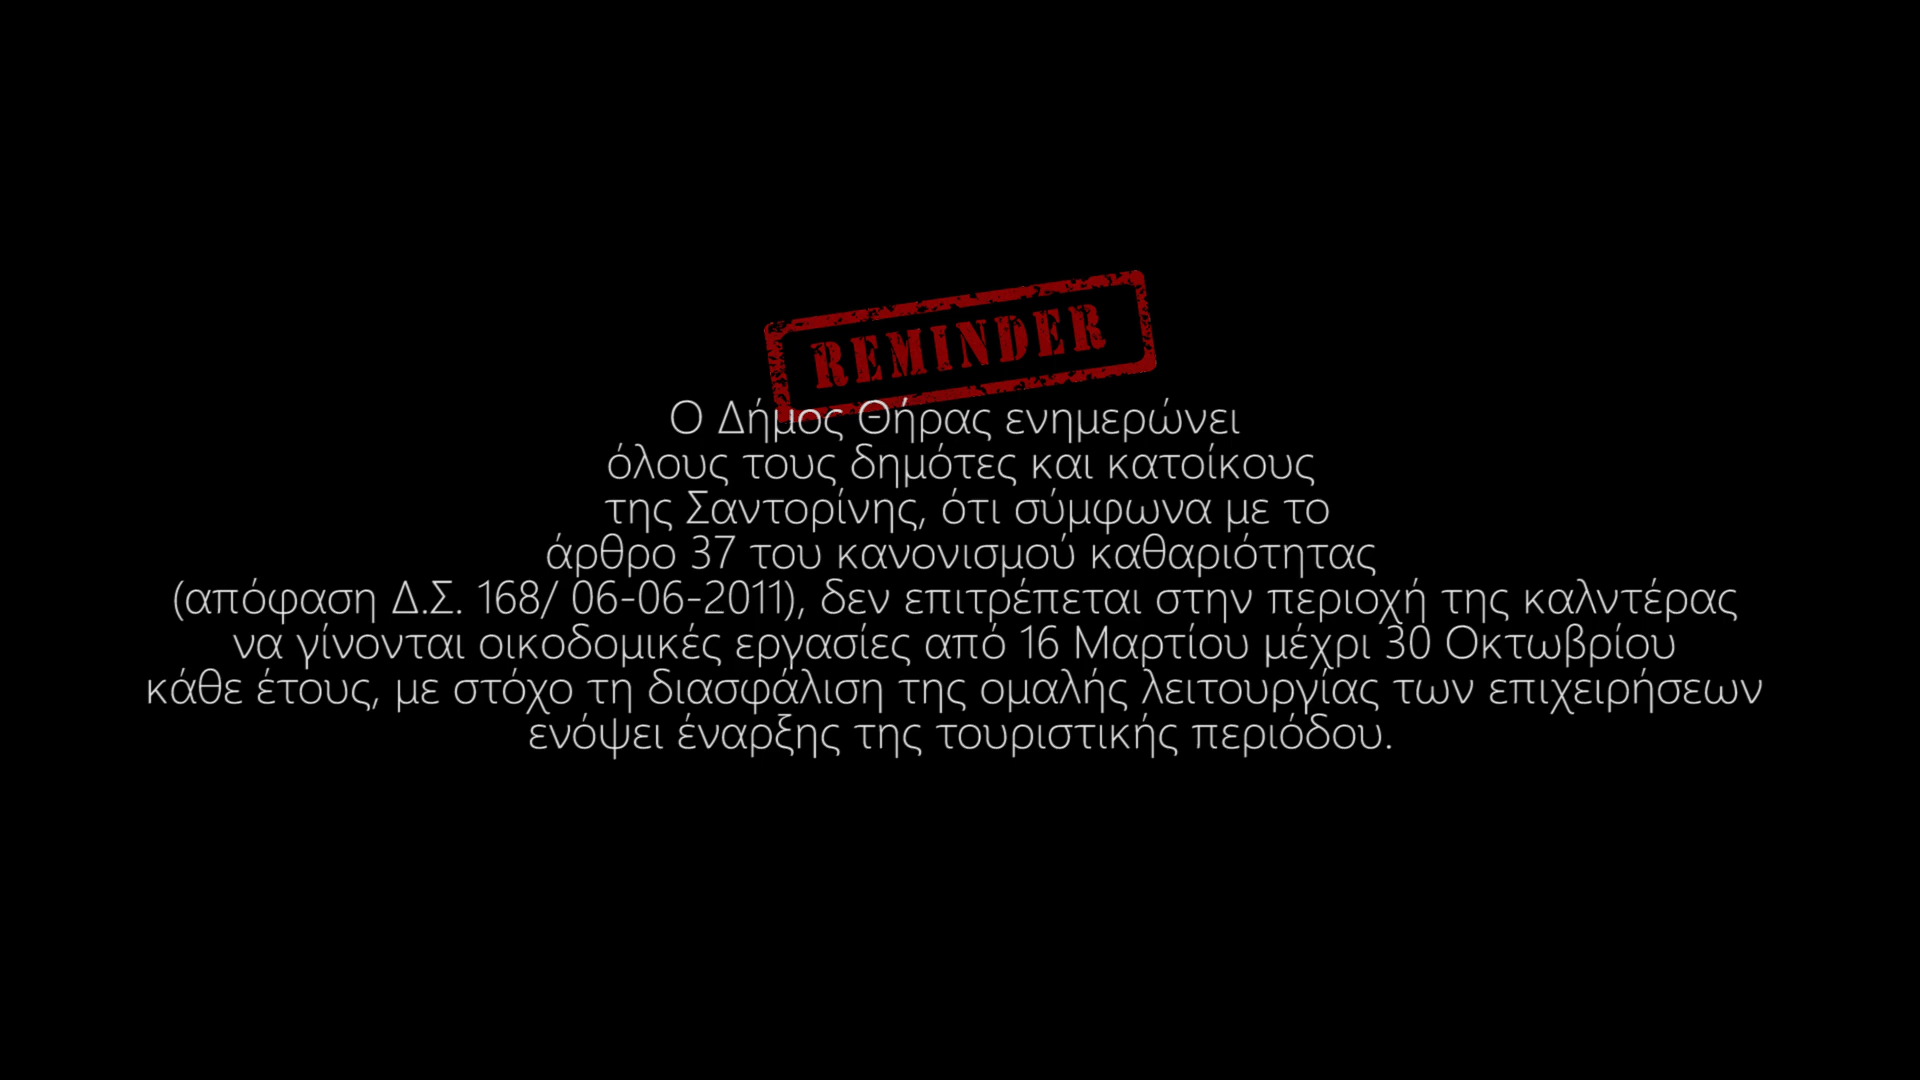 REMINDER
Ο Δήμος Θήρας ενημερώνει
όλους τους δημότες και κατοίκους
της Σαντορίνης, ότι σύμφωνα με το
άρθρο 37 του κανονισμού καθαριότητας
(απόφαση Δ.Σ. 168/ 06-06-2011), δεν επιτρέπεται στην περιοχή της καλντέρας
να γίνονται οικοδομικές εργασίες από 16 Μαρτίου μέχρι 30 Οκτωβρίου
κάθε έτους, με στόχο τη διασφάλιση της ομαλής λειτουργίας των επιχειρήσεων
ενόψει έναρξης της τουριστικής περιόδου.